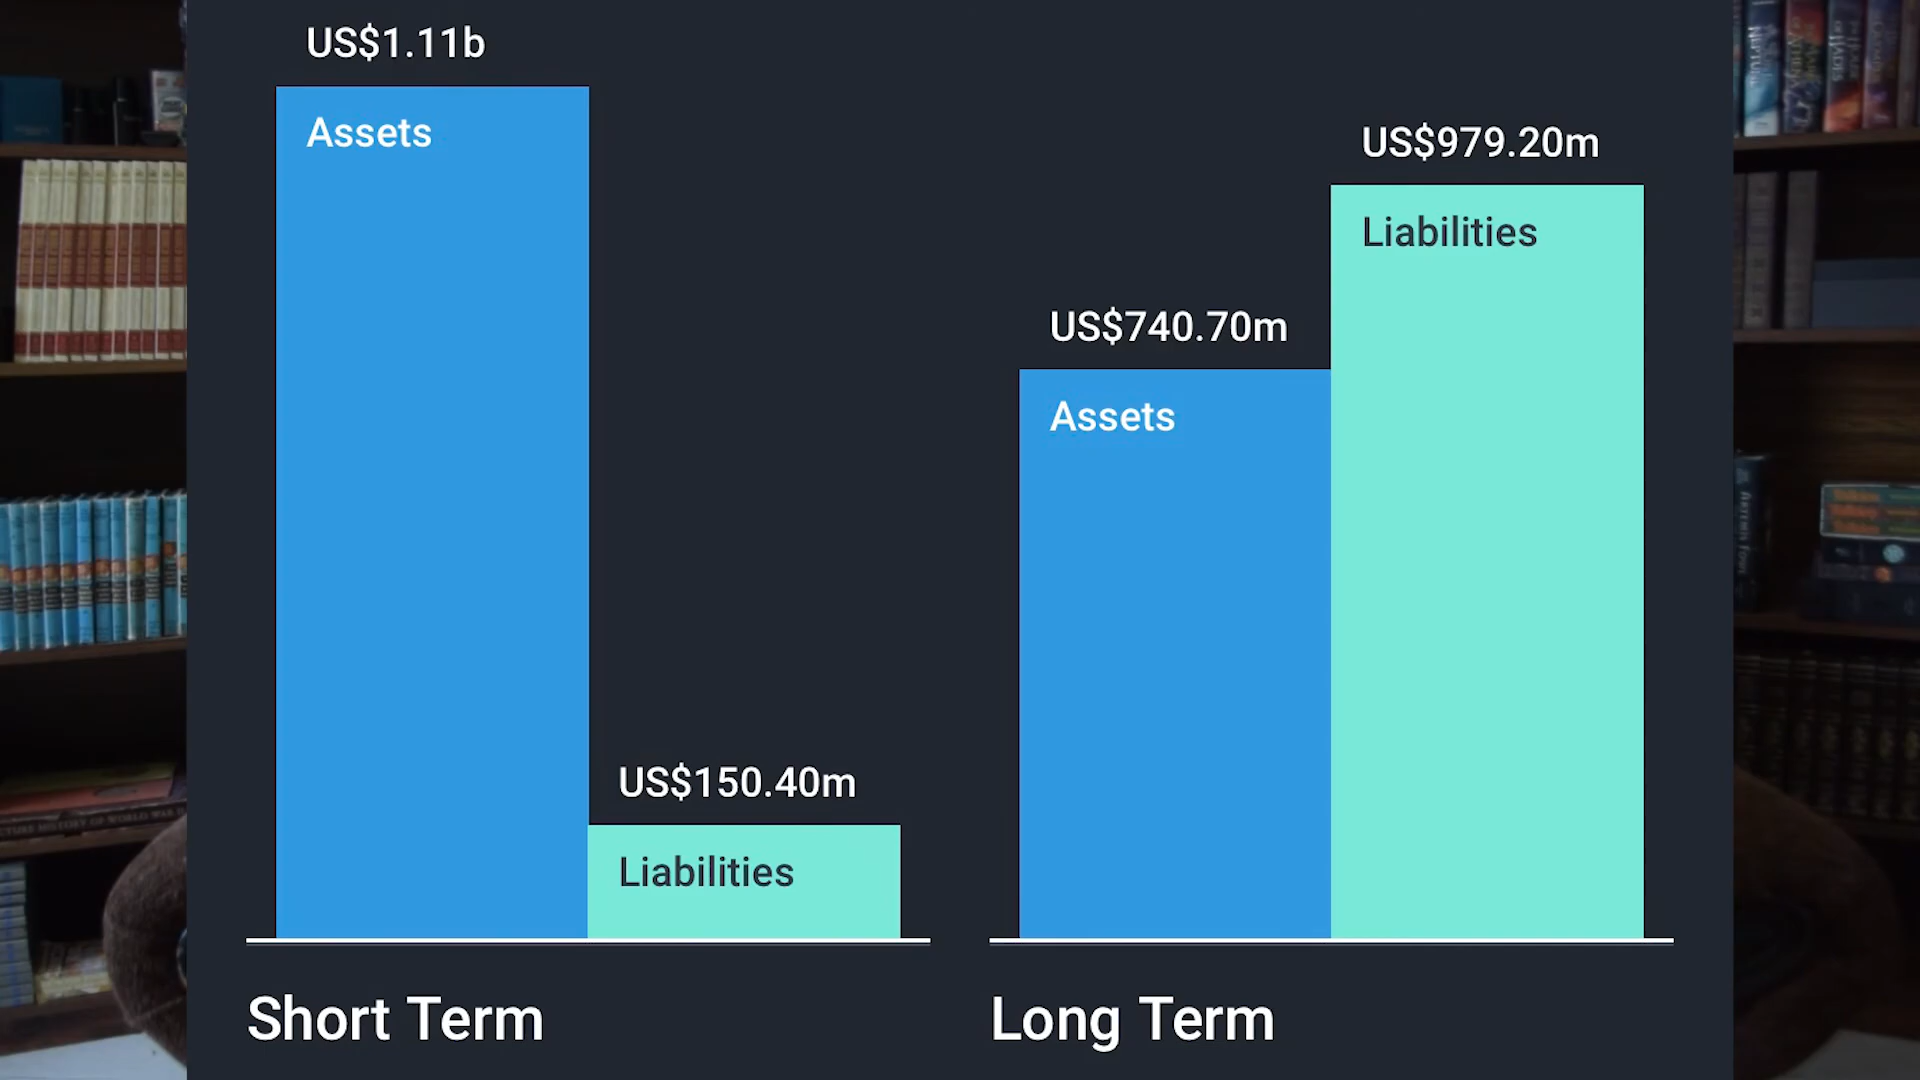 US$1.11b
Assets
US$150.40m
Liabilities
Short Term
US$979.20m
Liabilities
US$740.70m
Assets
Long Term